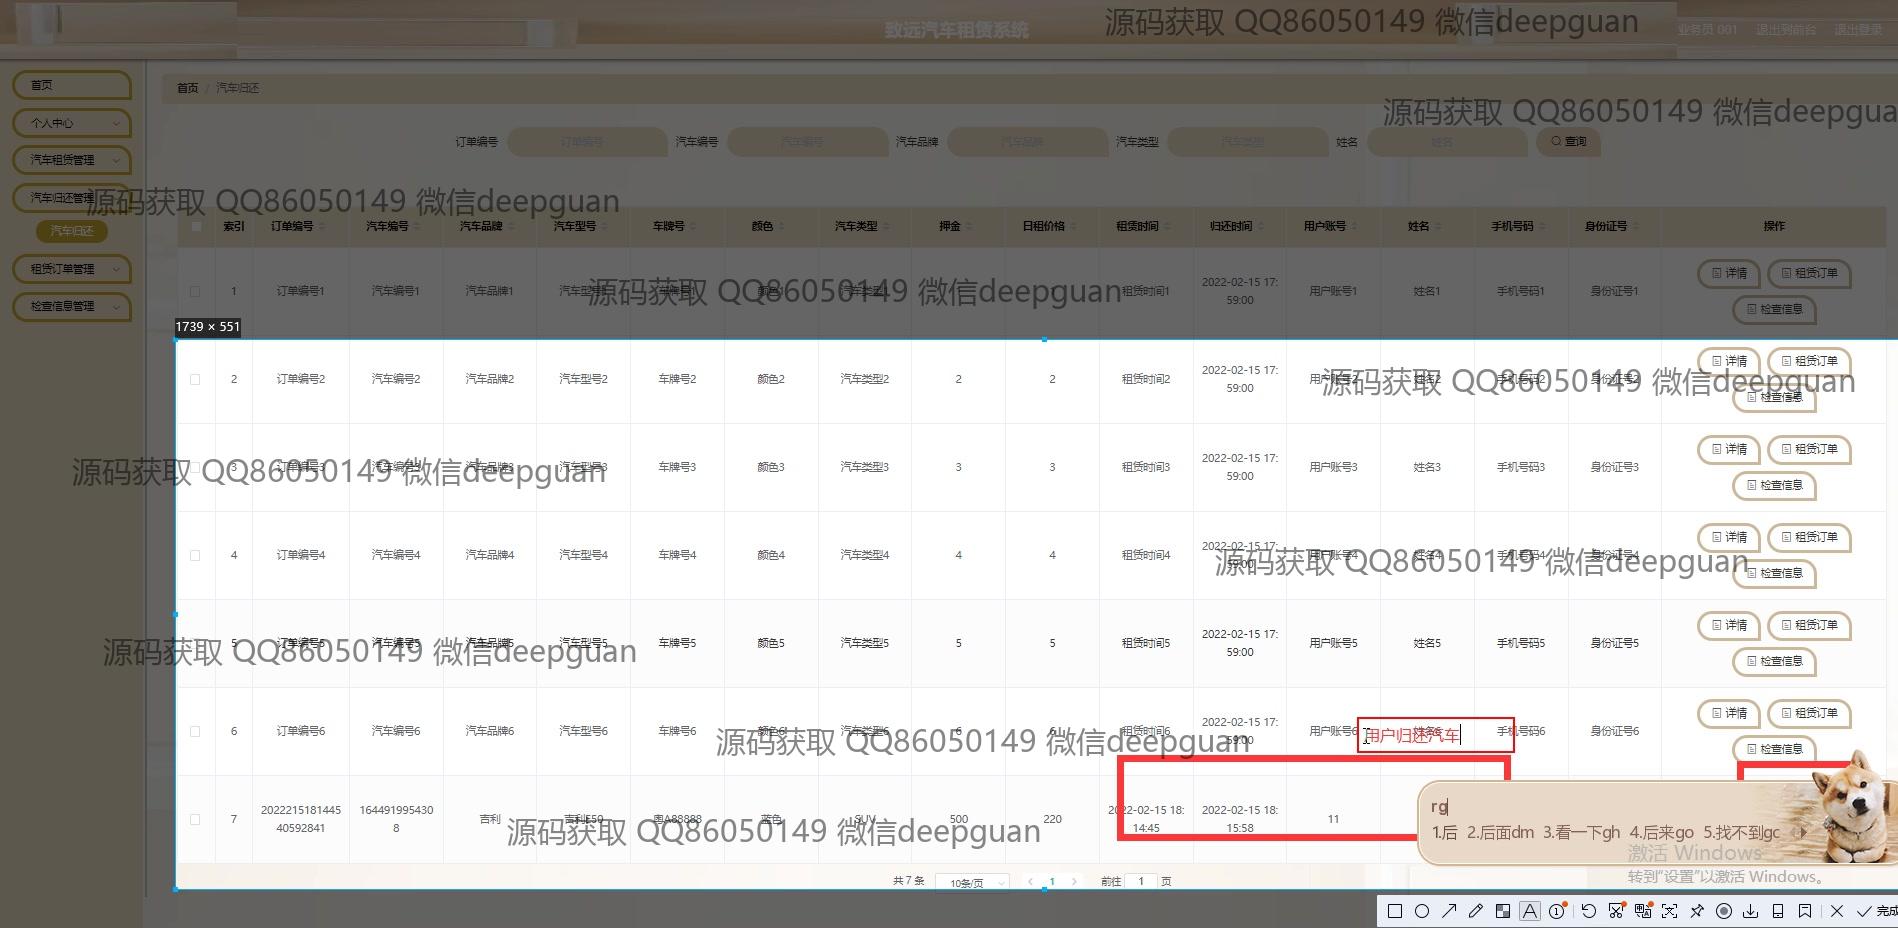 致远汽车租赁系统
源码获取 QQ86050149 微信deepguan
业务员 001 退出到前台 退出登录
首页
首页 / 汽车归还
个人中心
源码获取 QQ86050149 微信deepgua
订单编号 订单编号 汽车编号 汽车编号 汽车品牌 汽车品牌 汽车类型 汽车类型 姓名 姓名 查询
汽车租赁管理
汽车归还管理
源码获取 QQ86050149 微信deepguan
汽车归还
索引 订单编号 汽车编号 汽车品牌 汽车型号 车牌号 颜色 汽车类型 押金 日租价格 租赁时间 归还时间 用户账号 姓名 手机号码 身份证号 操作
租赁订单管理
检查信息管理
1 订单编号1 汽车编号1 汽车品牌1 汽车型号1 颜色1 汽车类型1 租赁时间1 2022-02-15 17:59:00 用户账号1 姓名1 手机号码1 身份证号1 详情 租赁订单 检查信息
源码获取 QQ86050149 微信deepguan
1739 × 551
2 订单编号2 汽车编号2 汽车品牌2 汽车型号2 车牌号2 颜色2 汽车类型2 2 2 租赁时间2 2022-02-15 17:59:00 用户账号2 姓名2 手机号码2 身份证号2 详情 租赁订单 检查信息
源码获取 QQ86050149 微信deepguan
3 订单编号3 汽车编号3 汽车品牌3 汽车型号3 车牌号3 颜色3 汽车类型3 3 3 租赁时间3 2022-02-15 17:59:00 用户账号3 姓名3 手机号码3 身份证号3 详情 租赁订单 检查信息
源码获取 QQ86050149 微信deepguan
4 订单编号4 汽车编号4 汽车品牌4 汽车型号4 车牌号4 颜色4 汽车类型4 4 4 租赁时间4 2022-02-15 17:59:00 用户账号4 姓名4 手机号码4 身份证号4 详情 租赁订单 检查信息
源码获取 QQ86050149 微信deepguan
5 订单编号5 汽车编号5 汽车品牌5 汽车型号5 车牌号5 颜色5 汽车类型5 5 5 租赁时间5 2022-02-15 17:59:00 用户账号5 姓名5 手机号码5 身份证号5 详情 租赁订单 检查信息
源码获取 QQ86050149 微信deepguan
6 订单编号6 汽车编号6 汽车品牌6 汽车型号6 车牌号6 颜色6 汽车类型6 6 6 租赁时间6 2022-02-15 17:59:00 用户账号6 姓名6 手机号码6 身份证号6 详情 租赁订单 检查信息
用户归还汽车
源码获取 QQ86050149 微信deepguan
7 202221518144540592841 1644919954308 吉利 吉利E50 粤A88888 蓝色 SUV 500 220 2022-02-15 18:14:45 2022-02-15 18:15:58 11
源码获取 QQ86050149 微信deepguan
rg
1.后 2.后面dm 3.看一下gh 4.后来go 5.找不到gc
激活 Windows
转到“设置”以激活 Windows。
共 7 条 10条/页 1 前往 1 页
完成